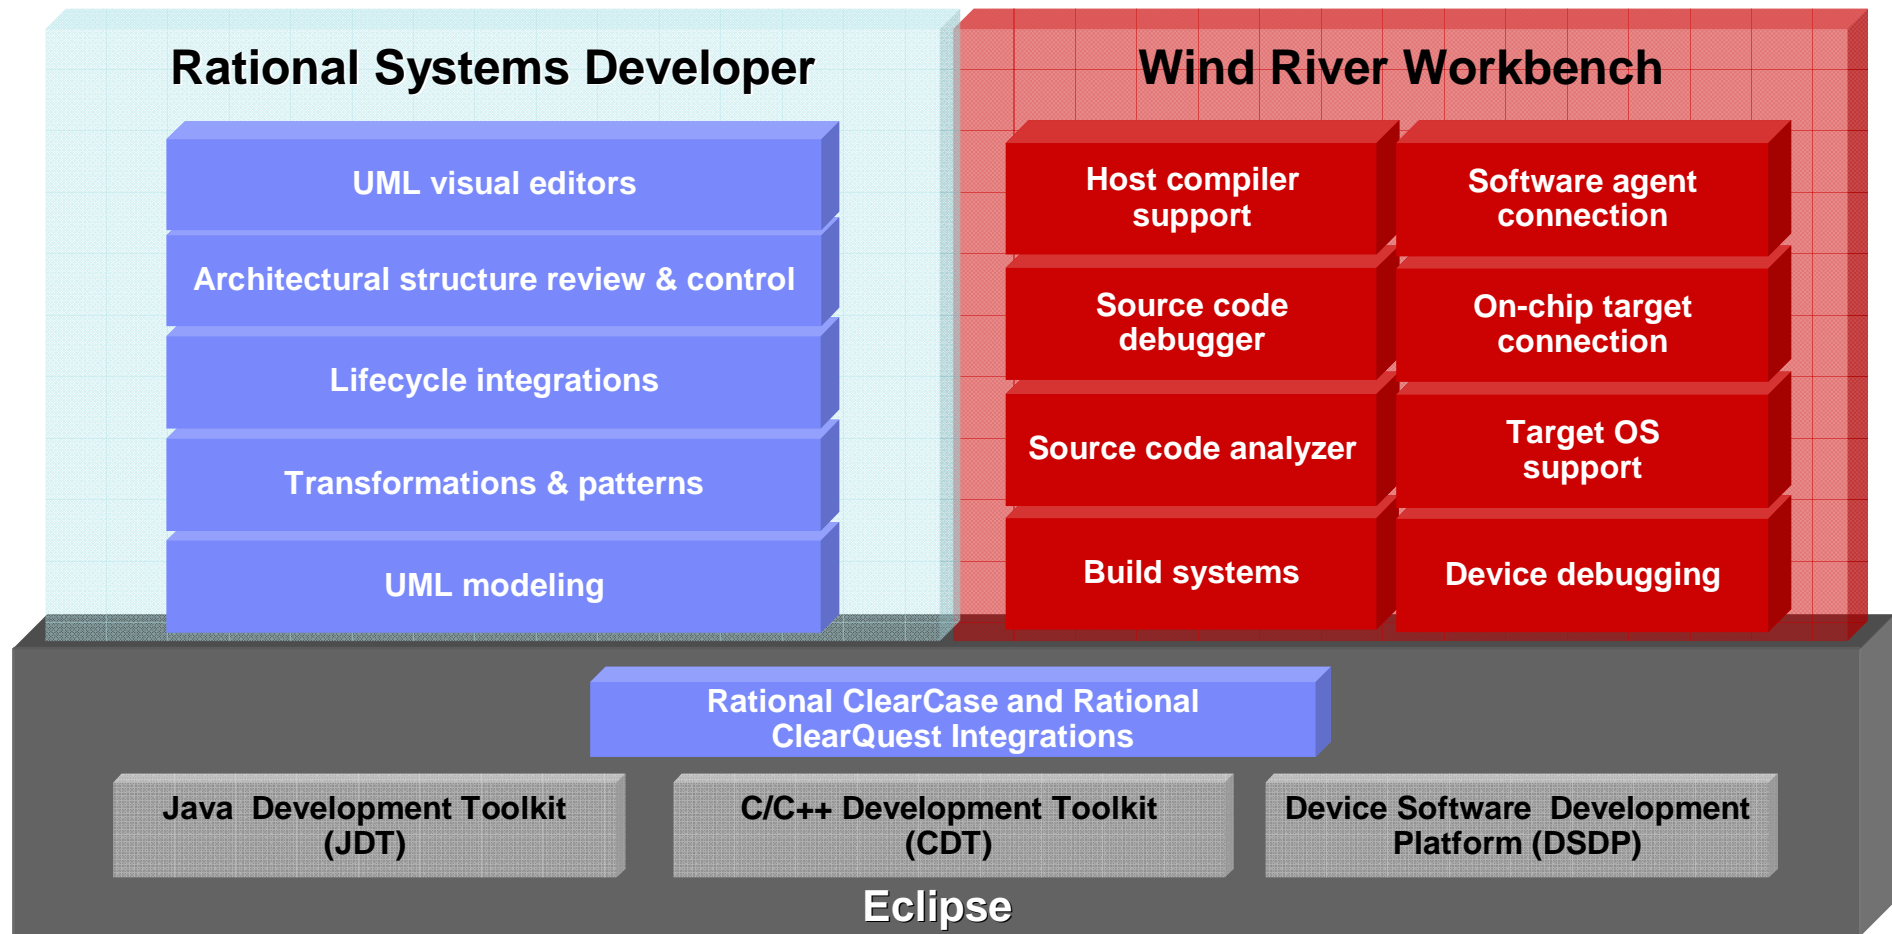 Rational Systems Developer
UML visual editors
Architectural structure review & control
Lifecycle integrations
Transformations & patterns
UML modeling
Wind River Workbench
Host compiler
support
Source code
debugger
Source code analyzer
Build systems
Software agent
connection
On-chip target
connection
Target OS
support
Device debugging
Rational ClearCase and Rational
ClearQuest Integrations
Java  Development Toolkit
(JDT)
C/C++ Development Toolkit
(CDT)
Device Software  Development
Platform (DSDP)
Eclipse